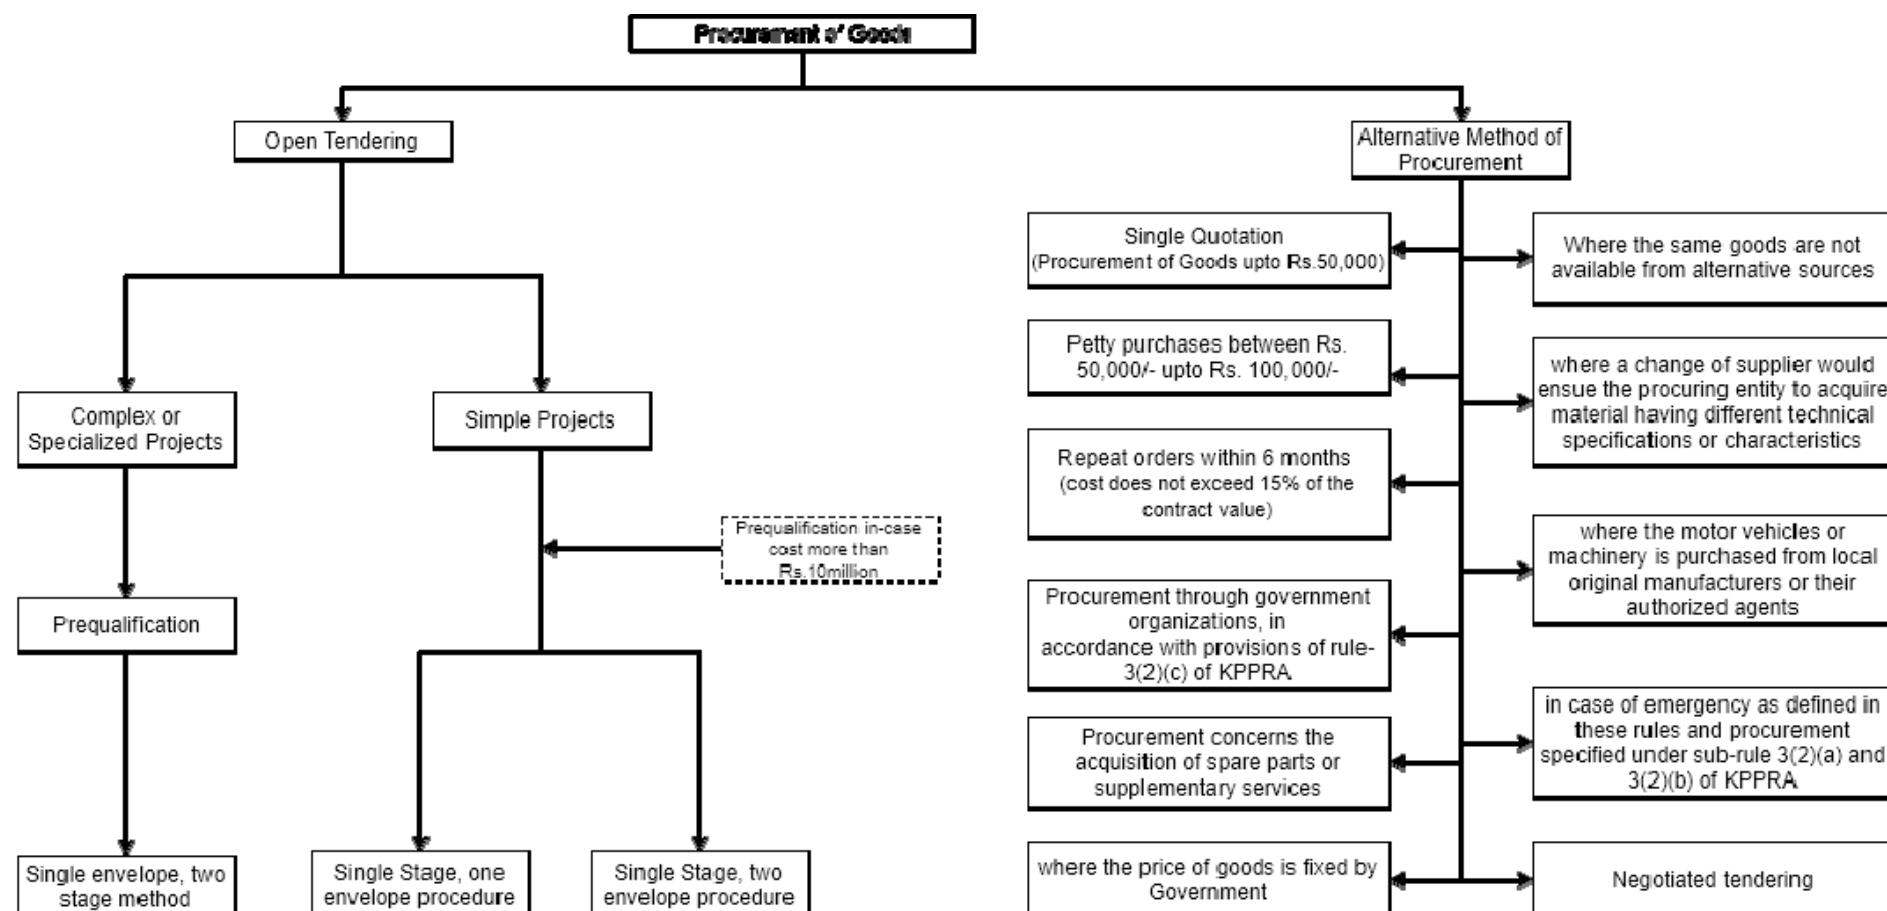 Procurement of Goods
Open Tendering
Alternative Method of
Procurement
Single Quotation
(Procurement of Goods upto Rs.50,000)
Where the same goods are not
available from alternative sources
Petty purchases between Rs.
50,000/- upto Rs. 100,000/-
where a change of supplier would
ensue the procuring entity to acquire
material having different technical
specifications or characteristics
Complex or
Specialized Projects
Simple Projects
Repeat orders within 6 months
(cost does not exceed 15% of the
contract value)
Prequalification in-case
cost more than
Rs.10million
where the motor vehicles or
machinery is purchased from local
original manufacturers or their
authorized agents
Prequalification
Procurement through government
organizations, in
accordance with provisions of rule-
3(2)(c) of KPPRA
in case of emergency as defined in
these rules and procurement
specified under sub-rule 3(2)(a) and
3(2)(b) of KPPRA
Procurement concerns the
acquisition of spare parts or
supplementary services
Single envelope, two
stage method
Single Stage, one
envelope procedure
Single Stage, two
envelope procedure
where the price of goods is fixed by
Government
Negotiated tendering